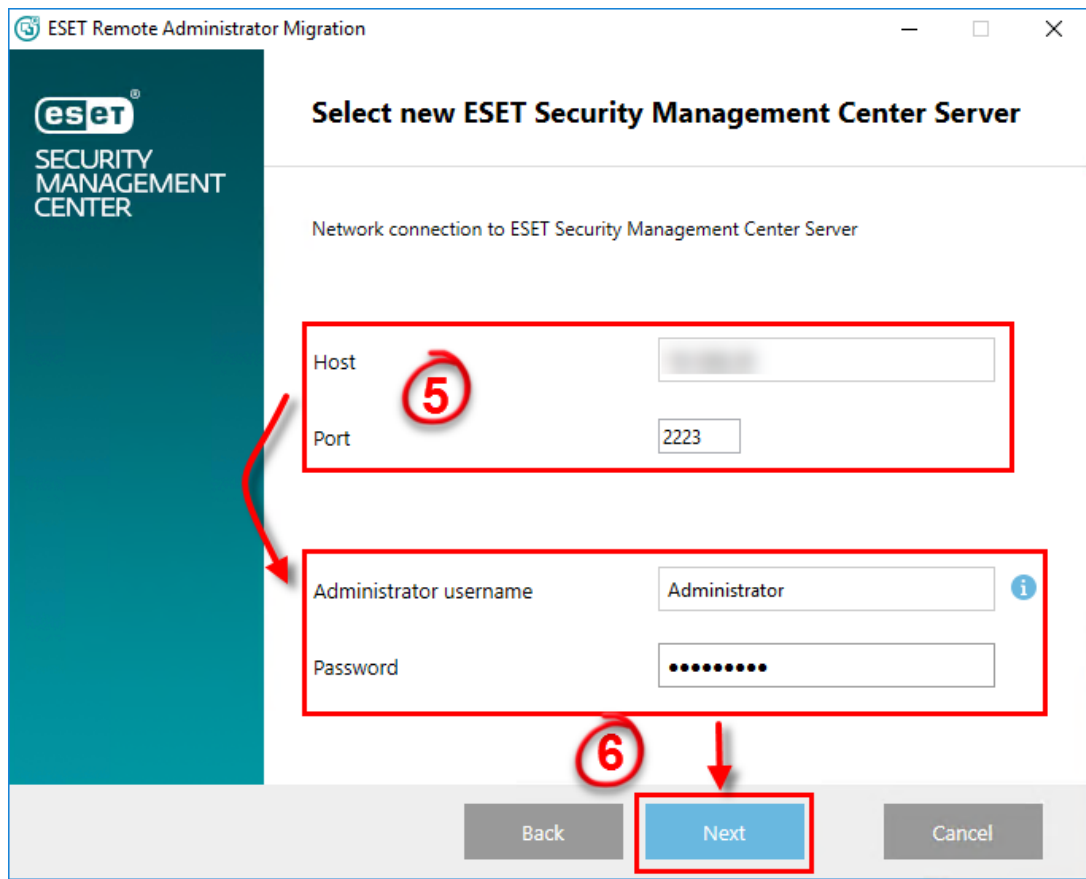 ESET Remote Administrator Migration
eset®
SECURITY
MANAGEMENT
CENTER
Select new ESET Security Management Center Server
Network connection to ESET Security Management Center Server
Host
5
Port
2223
Administrator username
Administrator
i
Password
•••••••••
6
Back
Next
Cancel